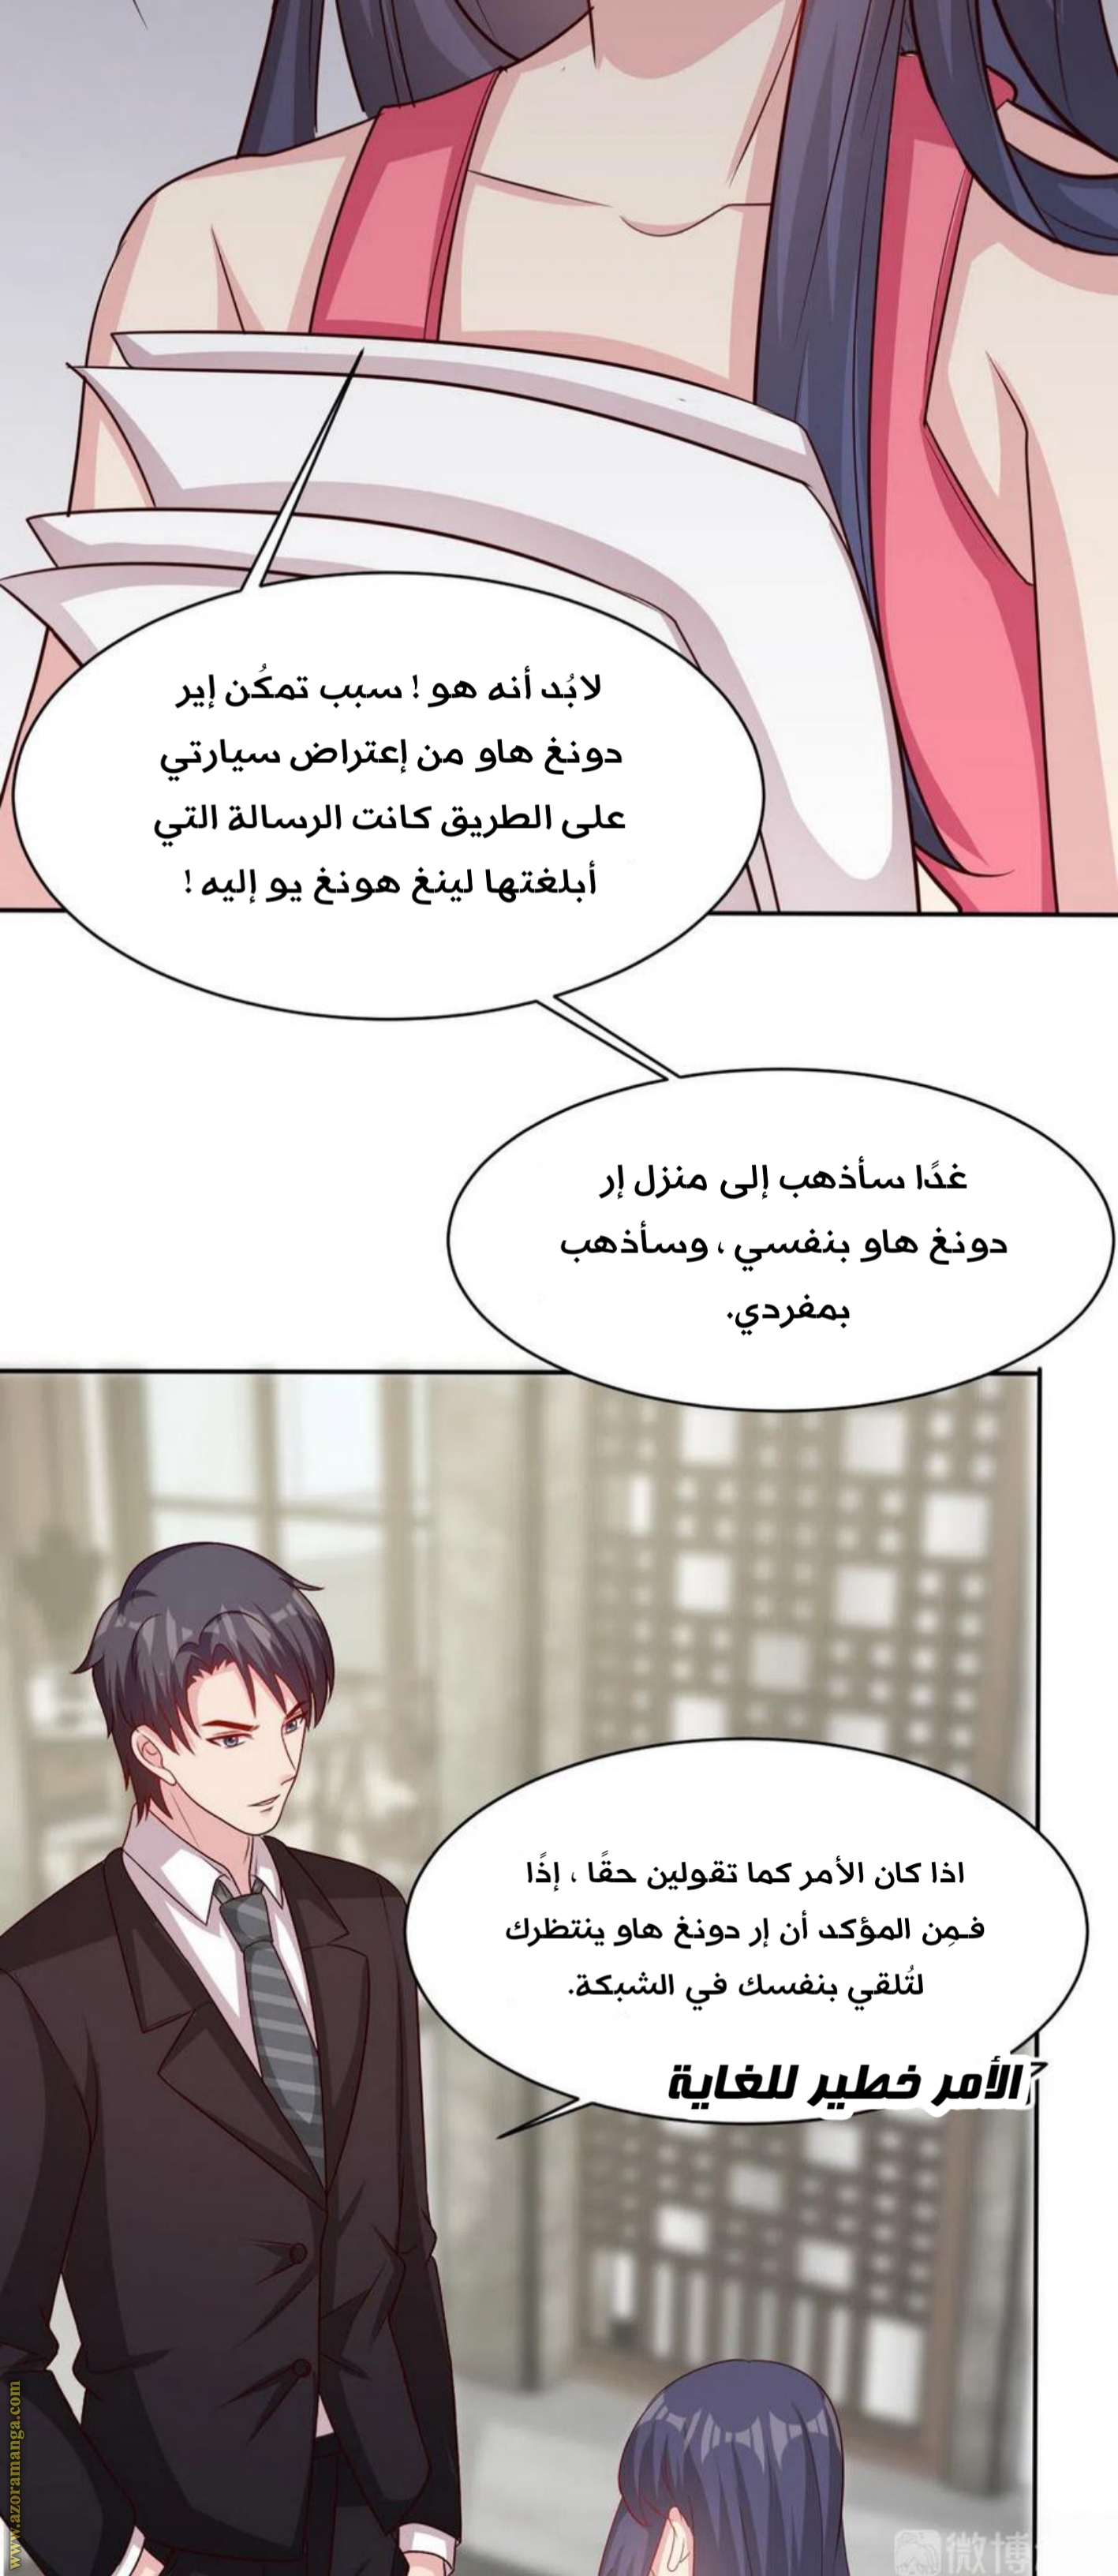 لابُد أنه هو ! سبب تمكُن إير
دونغ هاو من إعتراض سيارتي
على الطريق كانت الرسالة التي
أبلغتها لينغ هونغ يو إليه !
غدًا سأذهب إلى منزل إر
دونغ هاو بنفسي ، وسأذهب
بمفردي.
اذا كان الأمر كما تقولين حقًا ، إذًا
فـمِن المؤكد أن إر دونغ هاو ينتظرك
لتُلقي بنفسك في الشبكة.
الأمر خطير للغاية
www.azoramanga.com
微博